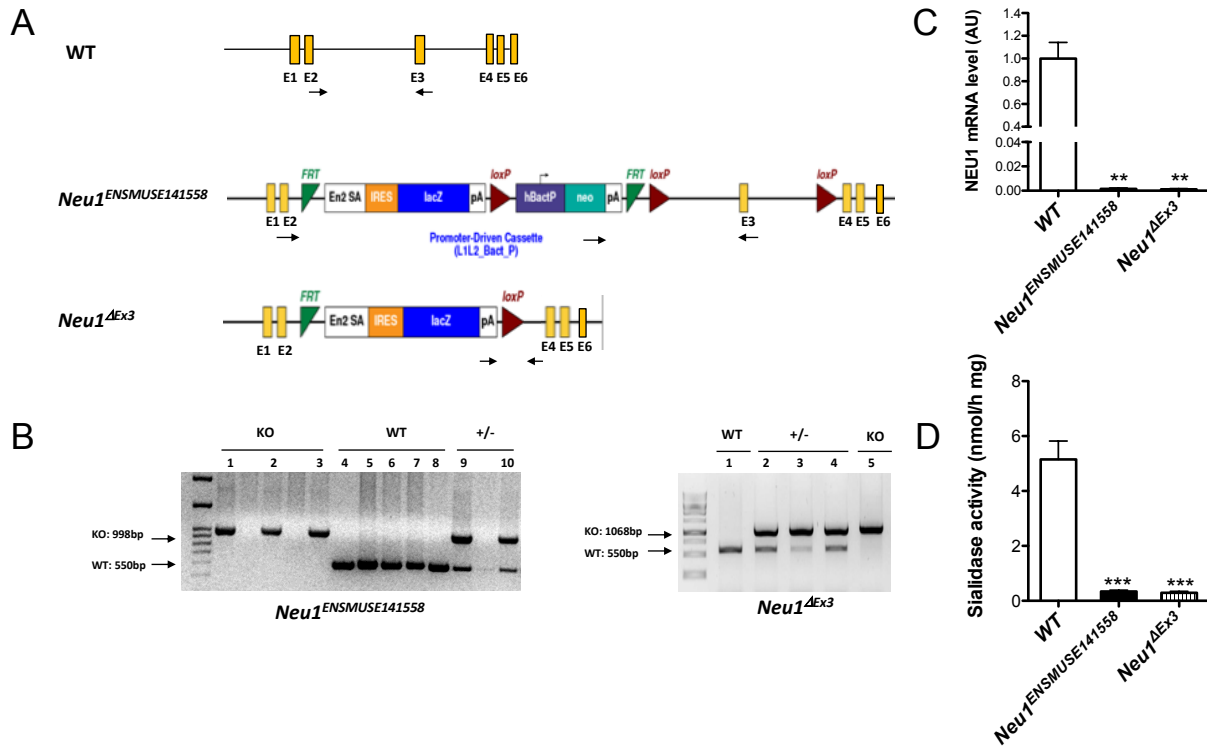 A
WT
E1 E2 E3 E4 E5 E6
Neu1ENSMUSE141558
FRT loxP FRT loxP loxP
En2 SA IRES lacZ pA hBactP neo pA
E1 E2 E3 E4 E5 E6
Promoter-Driven Cassette
(L1L2_Bact_P)
Neu1ΔEx3
FRT loxP
En2 SA IRES lacZ pA
E1 E2 E4 E5 E6
B
KO WT +/-
1 2 3 4 5 6 7 8 9 10
KO: 998bp
WT: 550bp
Neu1ENSMUSE141558
WT +/- KO
1 2 3 4 5
KO: 1068bp
WT: 550bp
Neu1ΔEx3
C
NEU1 mRNA level (AU)
1.4
1.2
1.0
0.8
0.6
0.4
0.04
0.02
0.00
** **
WT
Neu1ENSMUSE141558
Neu1ΔEx3
D
Sialidase activity (nmol/h mg)
8
6
4
2
0
*** ***
WT
Neu1ENSMUSE141558
Neu1ΔEx3